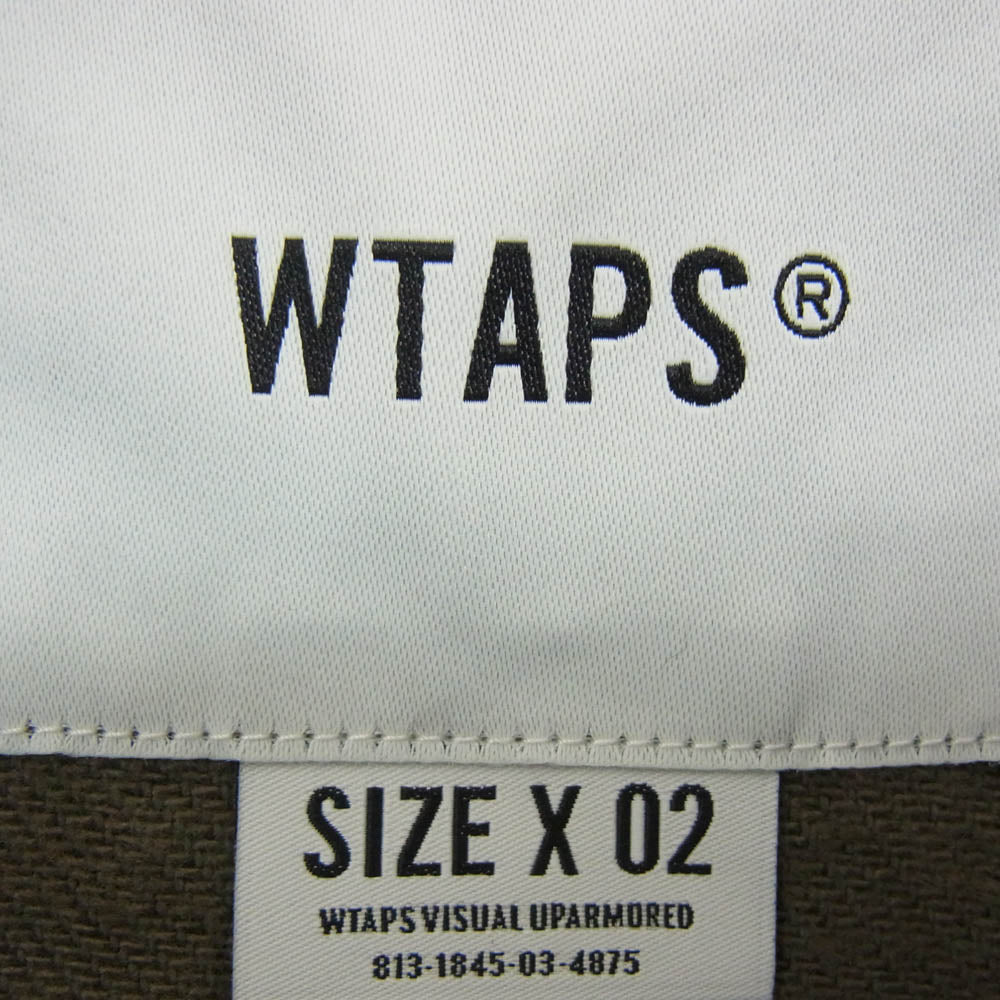 WTAPS®
SIZE X 02
WTAPS VISUAL UPARMORED
813-1845-03-4875